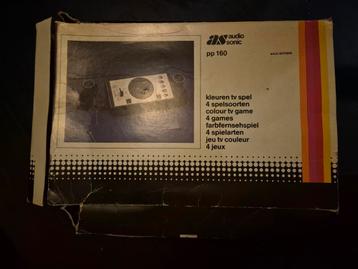 as audio
sonic
pp 160
kleuren tv spel
4 spelsoorten
colour tv game
4 games
farbfernsehspiel
4 spielarten
jeu tv couleur
4 jeux